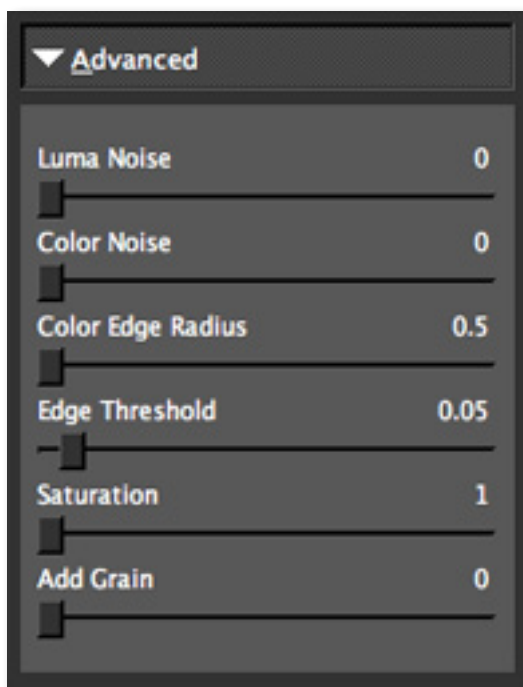 Advanced
Luma Noise 0
Color Noise 0
Color Edge Radius 0.5
Edge Threshold 0.05
Saturation 1
Add Grain 0